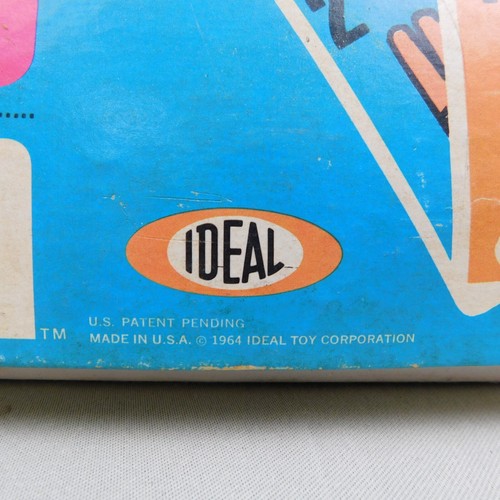 IDEAL
TM
U.S. PATENT PENDING
MADE IN U.S.A. © 1964 IDEAL TOY CORPORATION